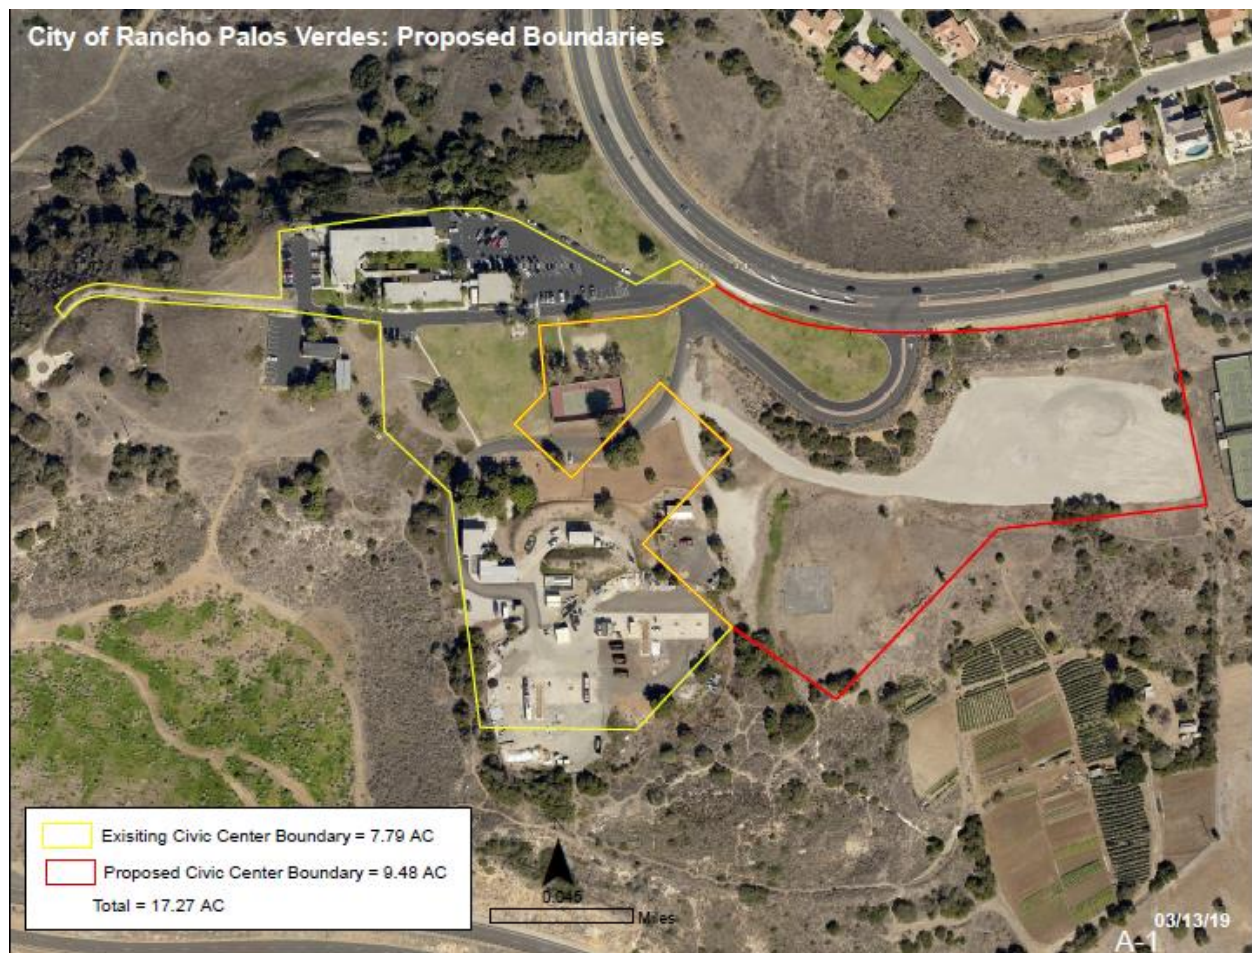 City of Rancho Palos Verdes: Proposed Boundaries
Exisiting Civic Center Boundary = 7.79 AC
Proposed Civic Center Boundary = 9.48 AC
Total = 17.27 AC
0.045
Miles
03/13/19
A-1